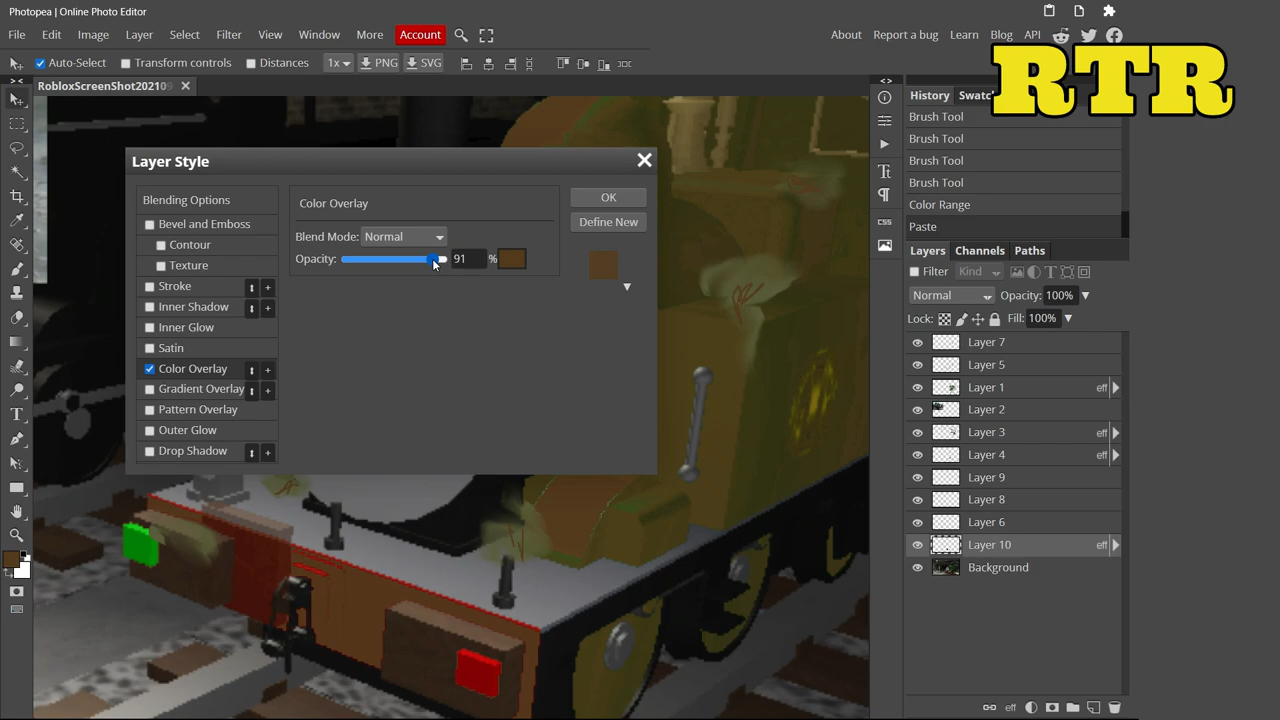 Photopea | Online Photo Editor
File Edit Image Layer Select Filter View Window More Account
About Report a bug Learn Blog API
Auto-Select Transform controls Distances 1x PNG SVG
RTR
RobloxScreenShot20210
History Swatc
Brush Tool
Brush Tool
Brush Tool
Brush Tool
Color Range
Paste
Layer Style
Blending Options
Bevel and Emboss
Contour
Texture
Stroke
Inner Shadow
Inner Glow
Satin
Color Overlay
Gradient Overlay
Pattern Overlay
Outer Glow
Drop Shadow
Color Overlay
Blend Mode: Normal
Opacity: 91 %
OK
Define New
CSS
Layers Channels Paths
Filter Kind
Normal Opacity: 100%
Lock: Fill: 100%
Layer 7
Layer 5
Layer 1 eff
Layer 2
Layer 3 eff
Layer 4 eff
Layer 9
Layer 8
Layer 6
Layer 10 eff
Background
eff